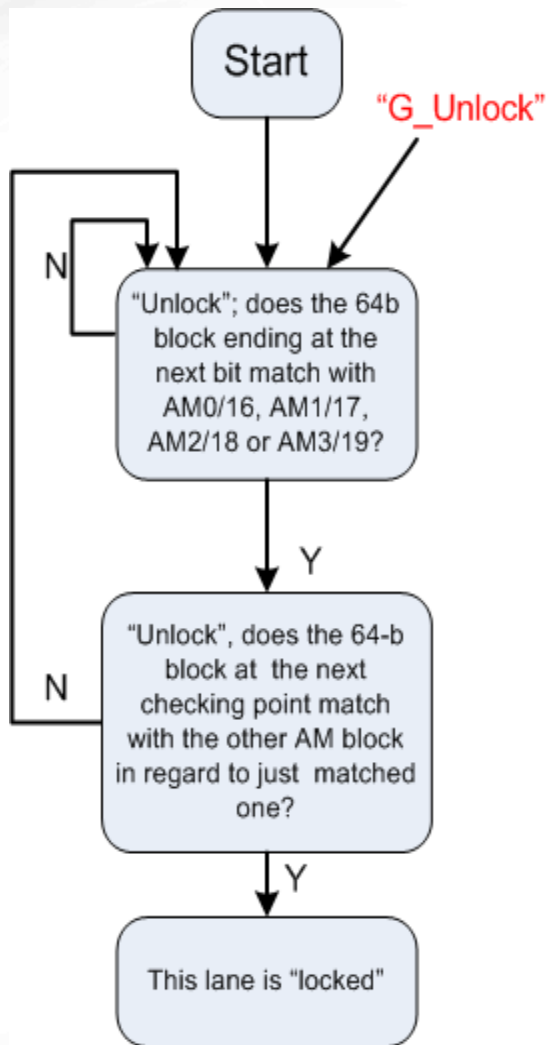 Start
“G_Unlock”
N
“Unlock”; does the 64b
block ending at the
next bit match with
AM0/16, AM1/17,
AM2/18 or AM3/19?
Y
“Unlock”, does the 64-b
block at the next
checking point match
with the other AM block
in regard to just matched
one?
N
Y
This lane is “locked”